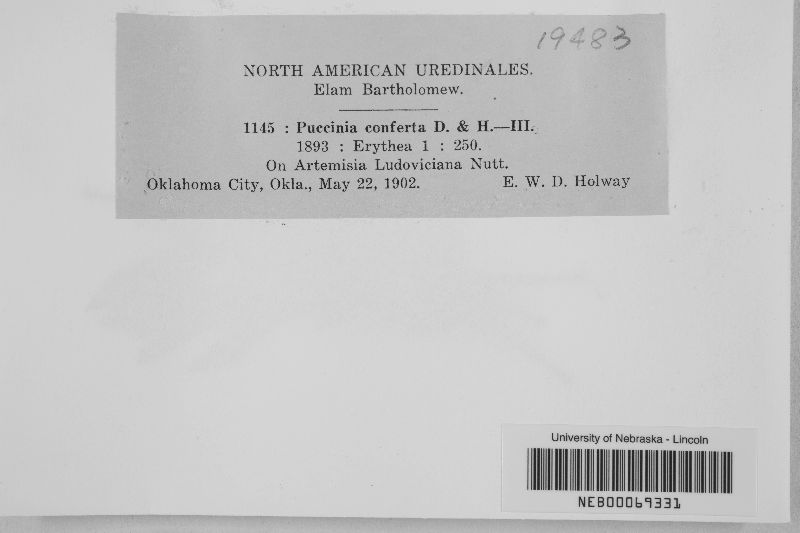 19483
NORTH AMERICAN UREDINALES.
Elam Bartholomew.
1145 : Puccinia conferta D. & H.—III.
1893 : Erythea 1 : 250.
On Artemisia Ludoviciana Nutt.
Oklahoma City, Okla., May 22, 1902. E. W. D. Holway
University of Nebraska - Lincoln
NEB00069331